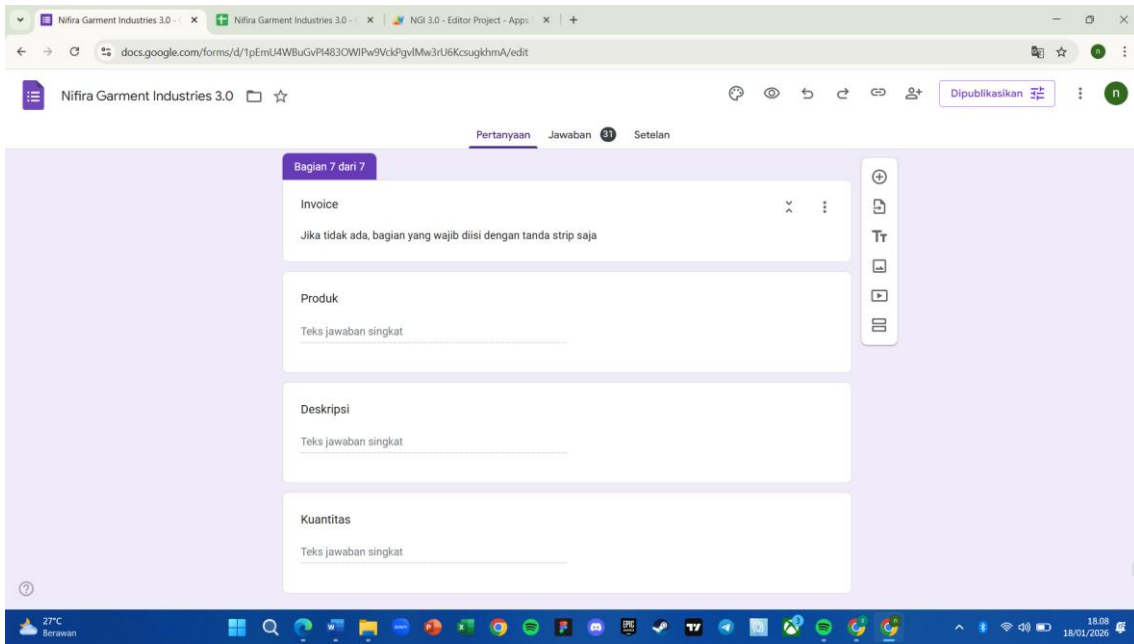 Nifira Garment Industries 3.0 -
Nifira Garment Industries 3.0 -
NGI 3.0 - Editor Project - Apps
docs.google.com/forms/d/1pEmU4WBuGvPl483OWIPw9VckPgvlMw3rU6KcsugkhmA/edit
n
Nifira Garment Industries 3.0
Dipublikasikan
n
Pertanyaan
Jawaban 31
Setelan
Bagian 7 dari 7
Invoice
Jika tidak ada, bagian yang wajib diisi dengan tanda strip saja
Tт
Produk
Teks jawaban singkat
Deskripsi
Teks jawaban singkat
Kuantitas
Teks jawaban singkat
27°C
Berawan
EPIC
18.08
18/01/2026